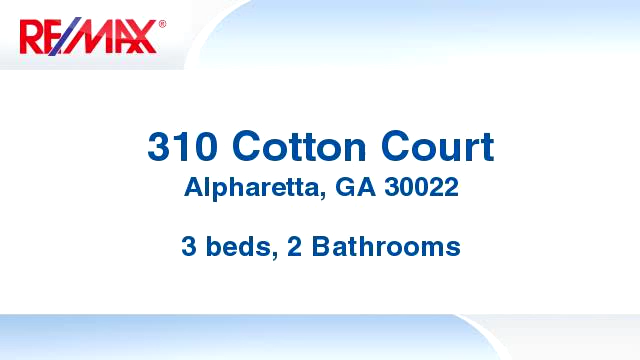 RE/MAX®
310 Cotton Court
Alpharetta, GA 30022
3 beds, 2 Bathrooms